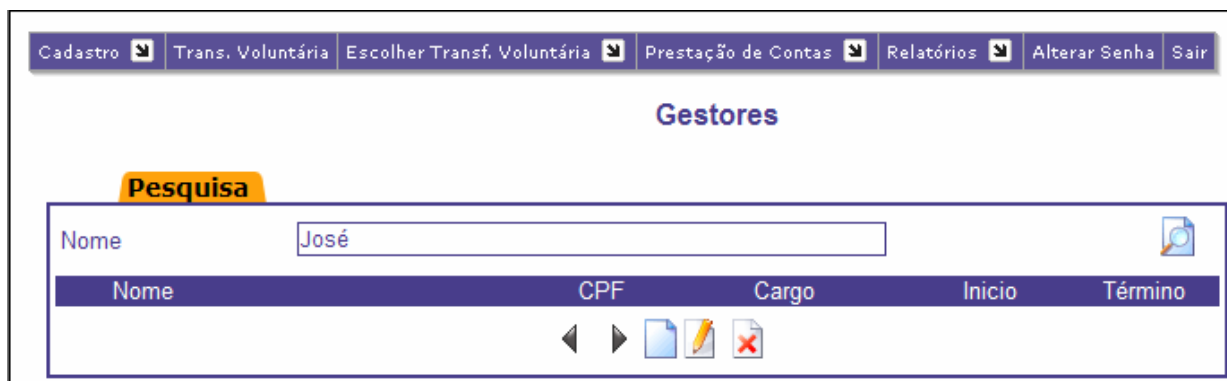 Cadastro Trans. Voluntária Escolher Transf. Voluntária Prestação de Contas Relatórios Alterar Senha Sair
Gestores
Pesquisa
Nome José
Nome CPF Cargo Inicio Término